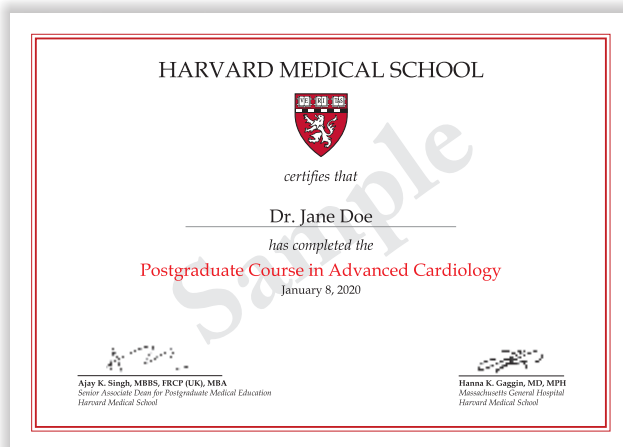 HARVARD MEDICAL SCHOOL
VE RI TAS
certifies that
Dr. Jane Doe
has completed the
Postgraduate Course in Advanced Cardiology
January 8, 2020
Sample
Ajay K. Singh, MBBS, FRCP (UK), MBA
Senior Associate Dean for Postgraduate Medical Education
Harvard Medical School
Hanna K. Gaggin, MD, MPH
Massachusetts General Hospital
Harvard Medical School